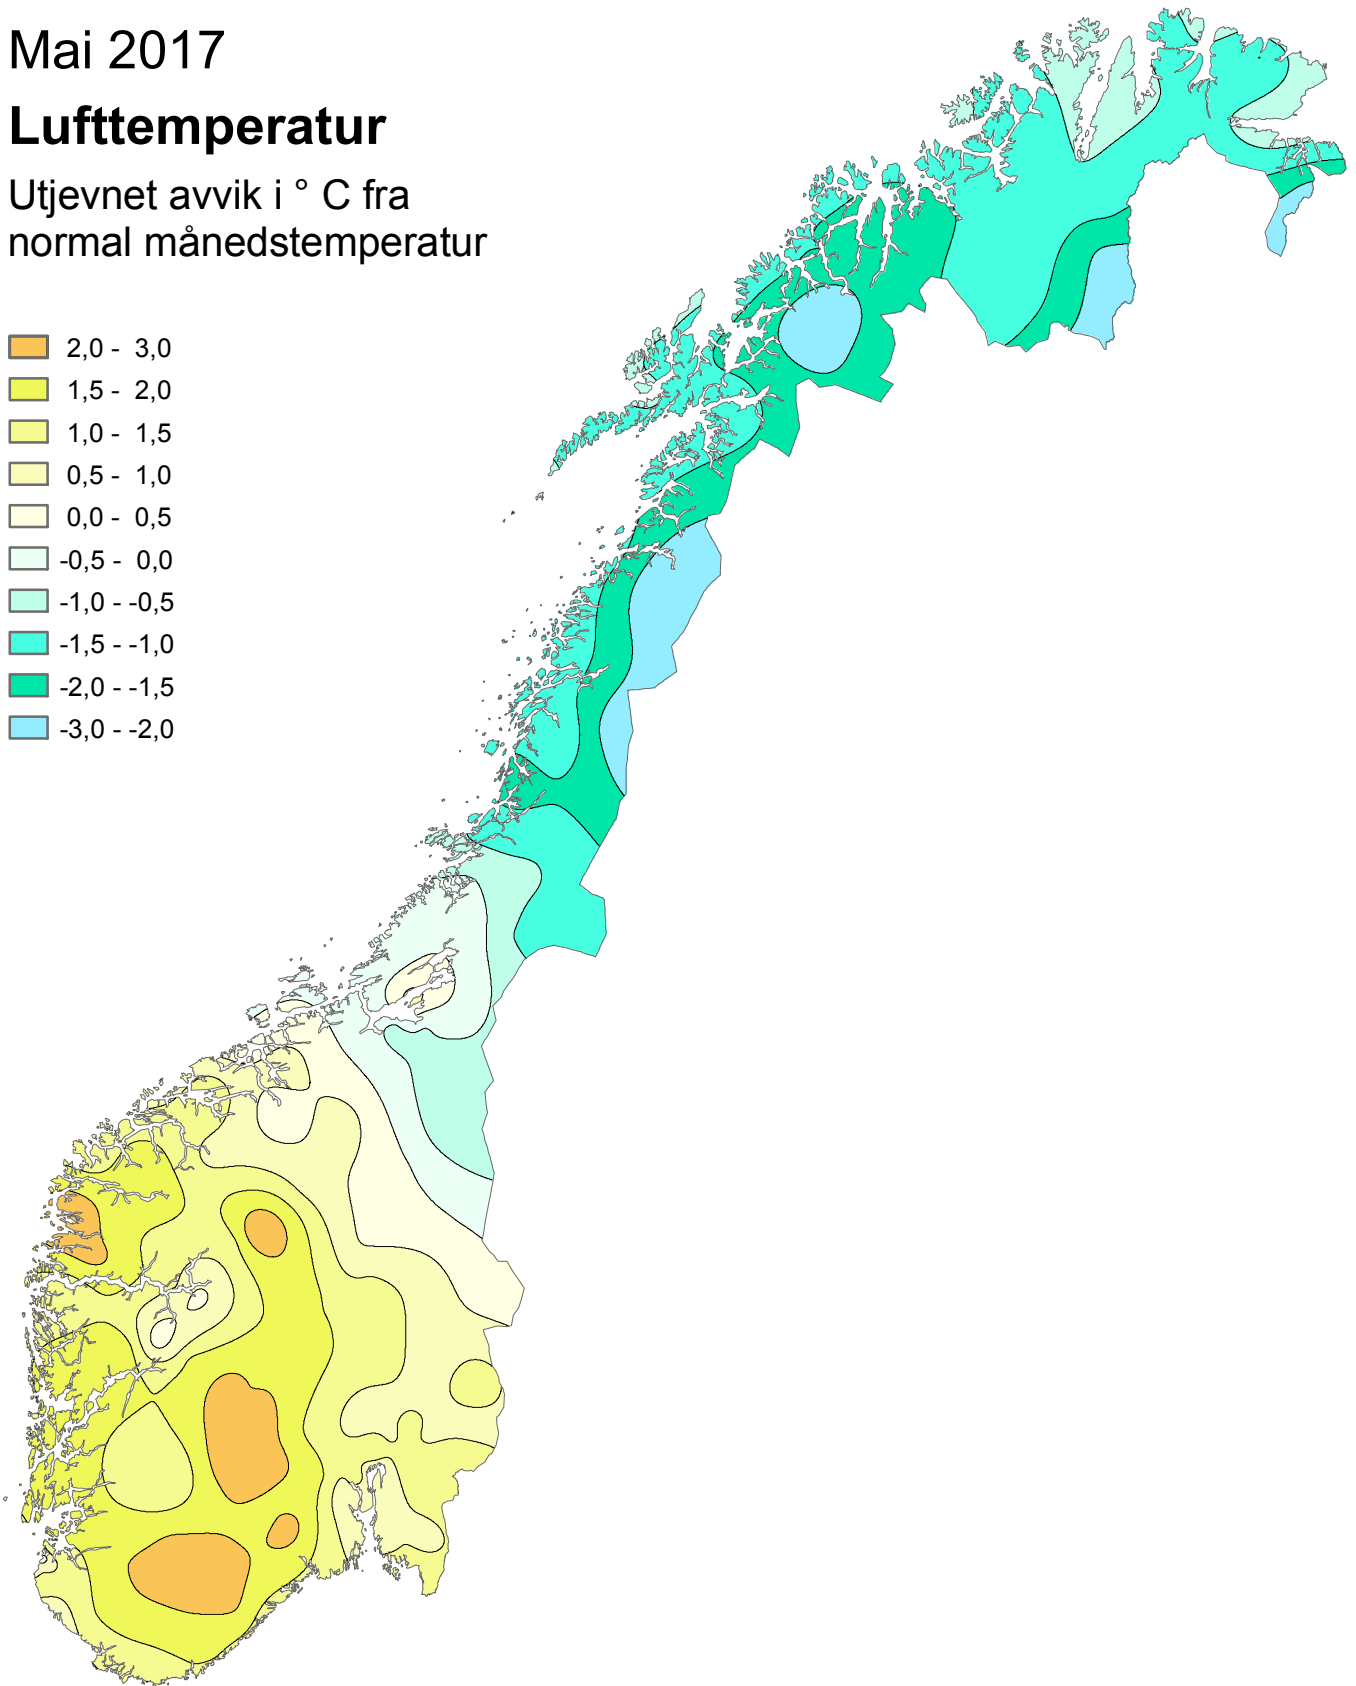 Mai 2017
Lufttemperatur
Utjevnet avvik i ° C fra
normal månedstemperatur
2,0 - 3,0
1,5 - 2,0
1,0 - 1,5
0,5 - 1,0
0,0 - 0,5
-0,5 - 0,0
-1,0 - -0,5
-1,5 - -1,0
-2,0 - -1,5
-3,0 - -2,0